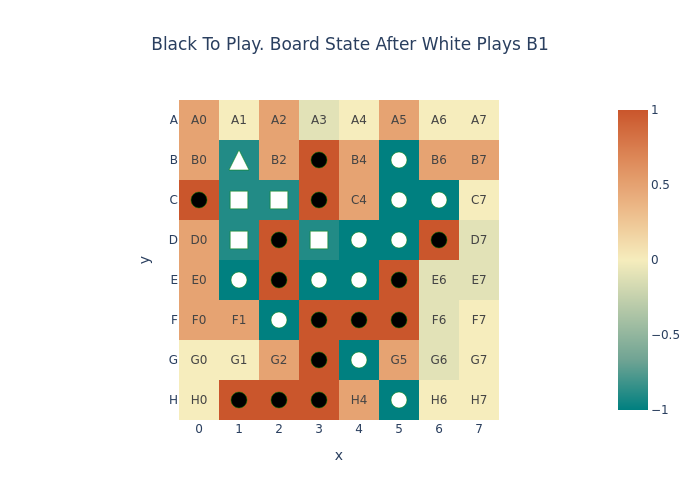 Black To Play. Board State After White Plays B1
A A0 A1 A2 A3 A4 A5 A6 A7
B B0 B2 B4 B6 B7
C C4 C7
D D0 D7
E E0 E6 E7
F F0 F1 F6 F7
G G0 G1 G2 G5 G6 G7
H H0 H4 H6 H7
0 1 2 3 4 5 6 7
x
y
1
0.5
0
−0.5
−1